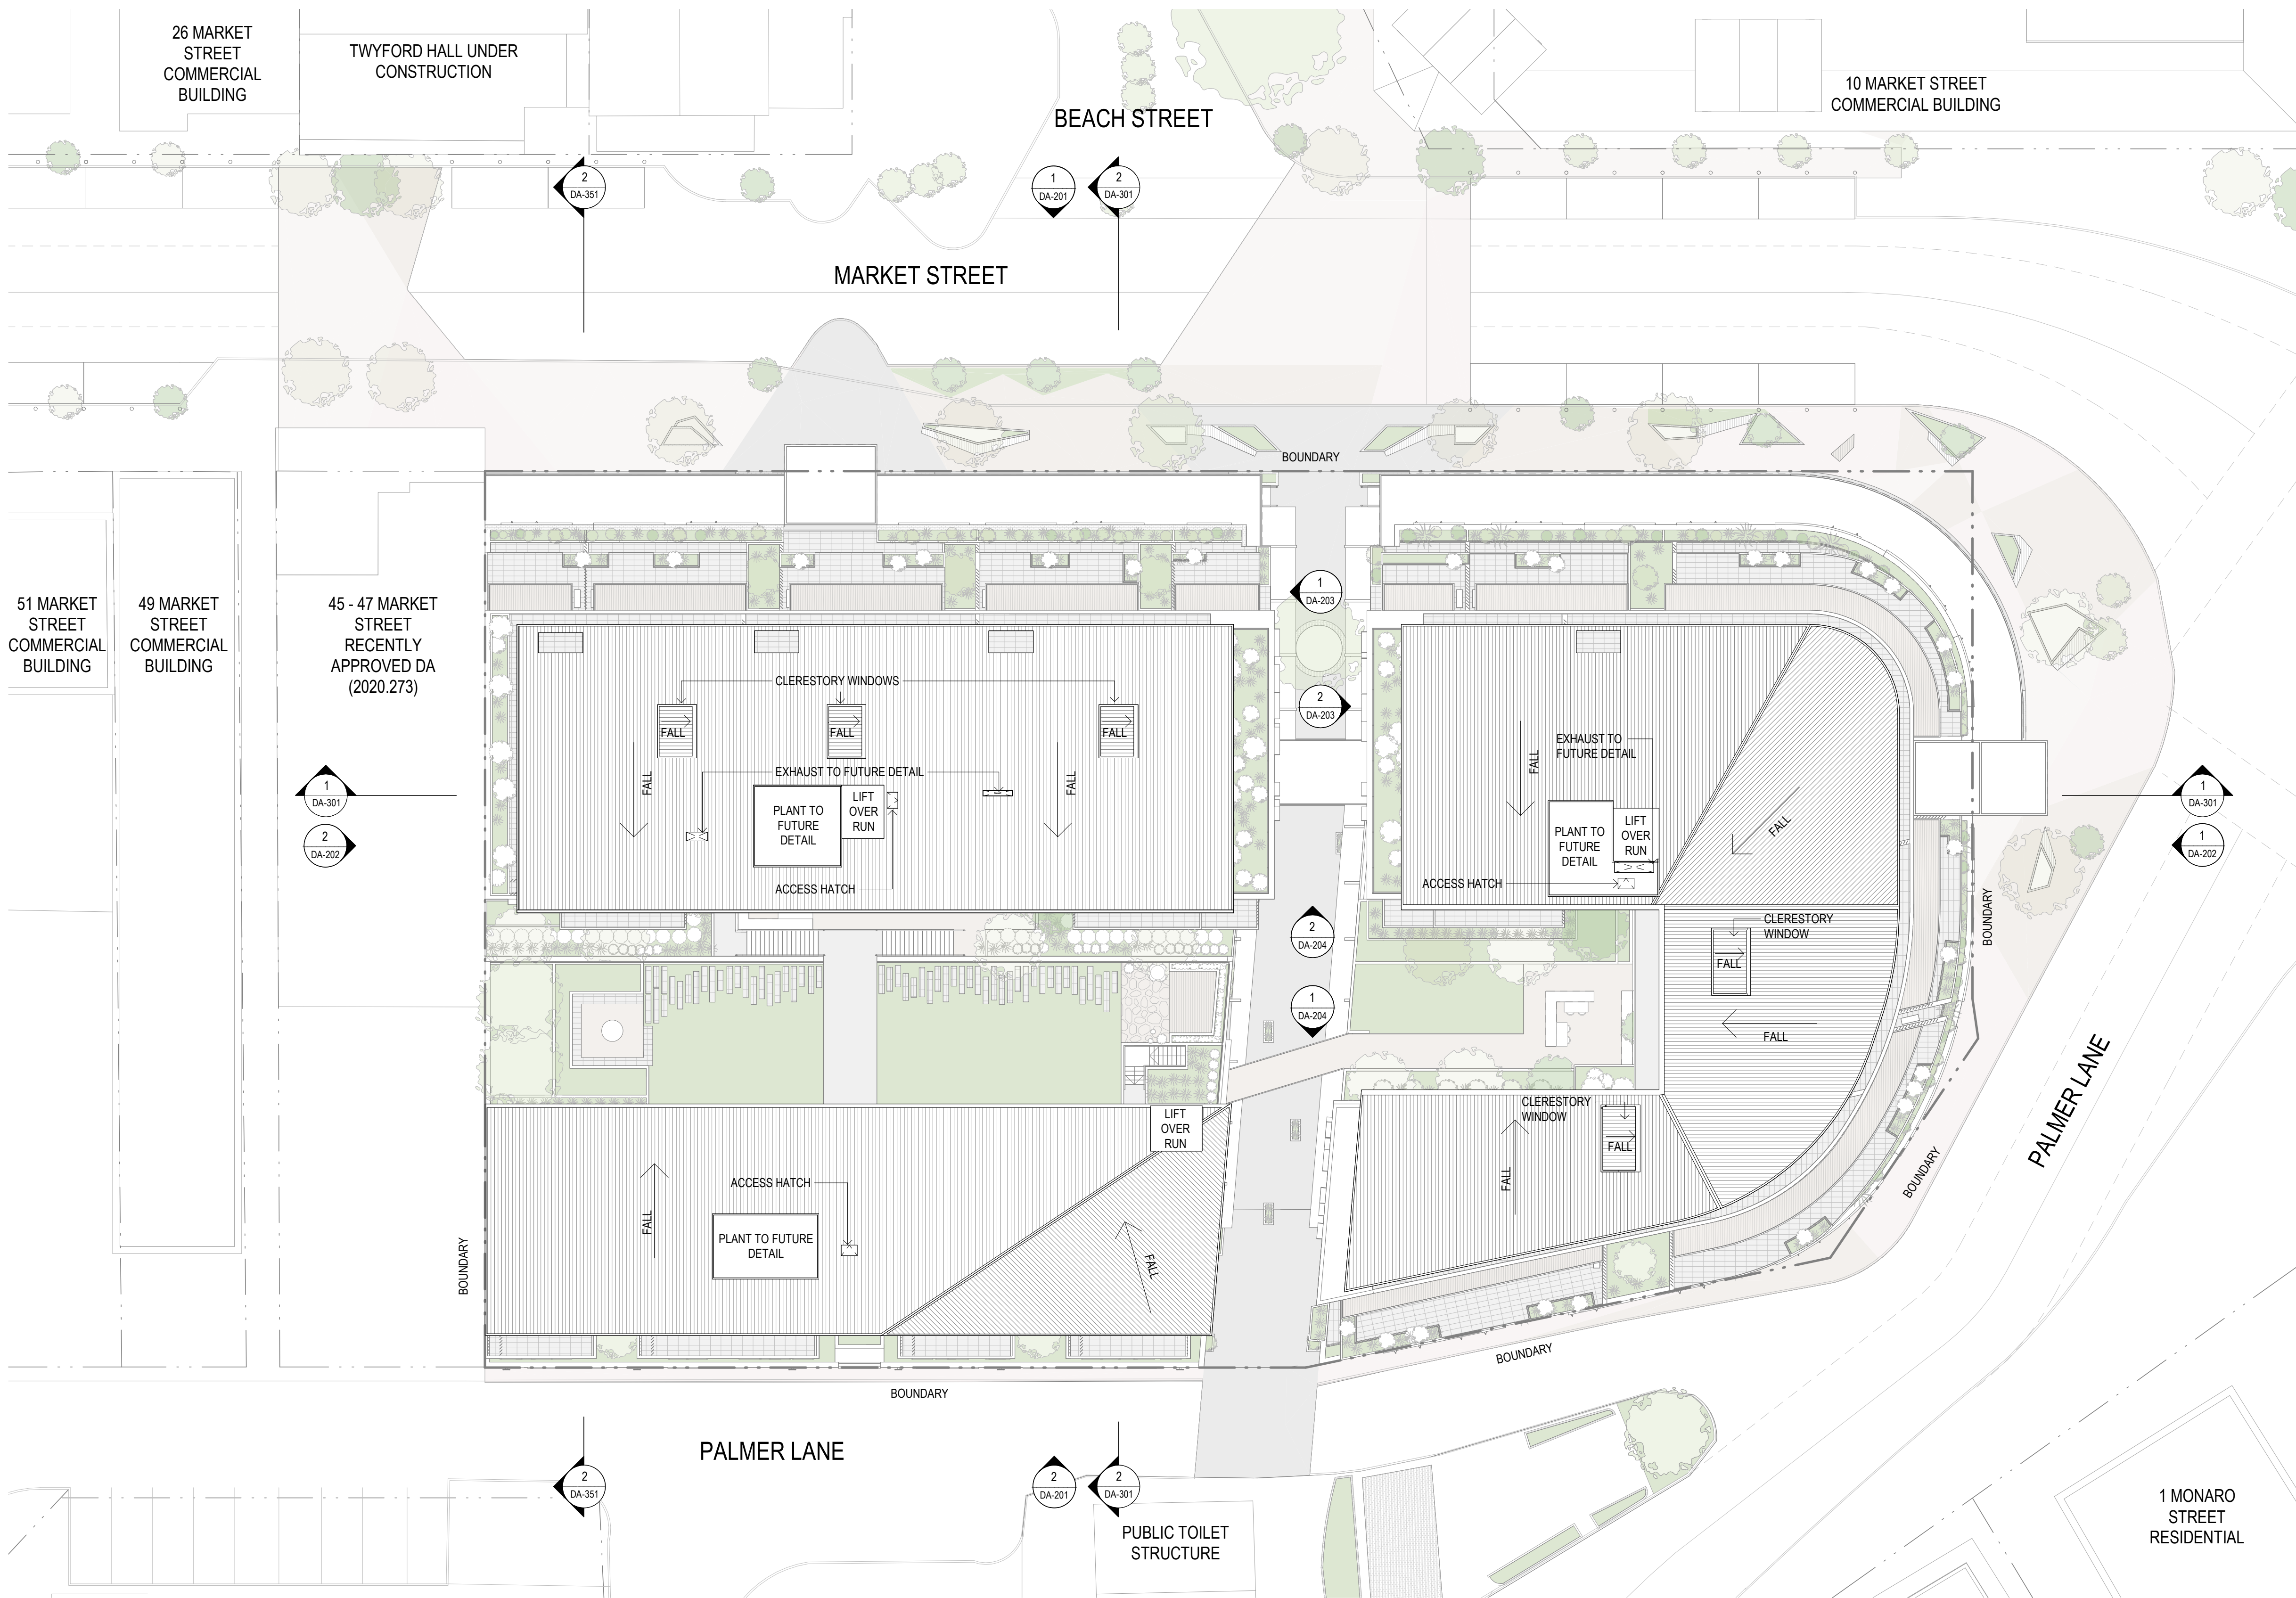 26 MARKET
STREET
COMMERCIAL
BUILDING
TWYFORD HALL UNDER
CONSTRUCTION
BEACH STREET
10 MARKET STREET
COMMERCIAL BUILDING
2
DA-351
1
DA-201
2
DA-301
MARKET STREET
BOUNDARY
51 MARKET
STREET
COMMERCIAL
BUILDING
49 MARKET
STREET
COMMERCIAL
BUILDING
45 - 47 MARKET
STREET
RECENTLY
APPROVED DA
(2020.273)
1
DA-203
2
DA-203
CLERESTORY WINDOWS
FALL
FALL
FALL
FALL
FALL
EXHAUST TO FUTURE DETAIL
PLANT TO
FUTURE
DETAIL
LIFT
OVER
RUN
ACCESS HATCH
FALL
EXHAUST TO
FUTURE DETAIL
PLANT TO
FUTURE
DETAIL
LIFT
OVER
RUN
ACCESS HATCH
FALL
1
DA-301
2
DA-202
1
DA-301
1
DA-202
2
DA-204
1
DA-204
CLERESTORY
WINDOW
FALL
FALL
BOUNDARY
PALMER LANE
CLERESTORY
WINDOW
FALL
FALL
BOUNDARY
LIFT
OVER
RUN
ACCESS HATCH
FALL
PLANT TO FUTURE
DETAIL
FALL
BOUNDARY
BOUNDARY
BOUNDARY
PALMER LANE
2
DA-351
2
DA-201
2
DA-301
PUBLIC TOILET
STRUCTURE
1 MONARO
STREET
RESIDENTIAL